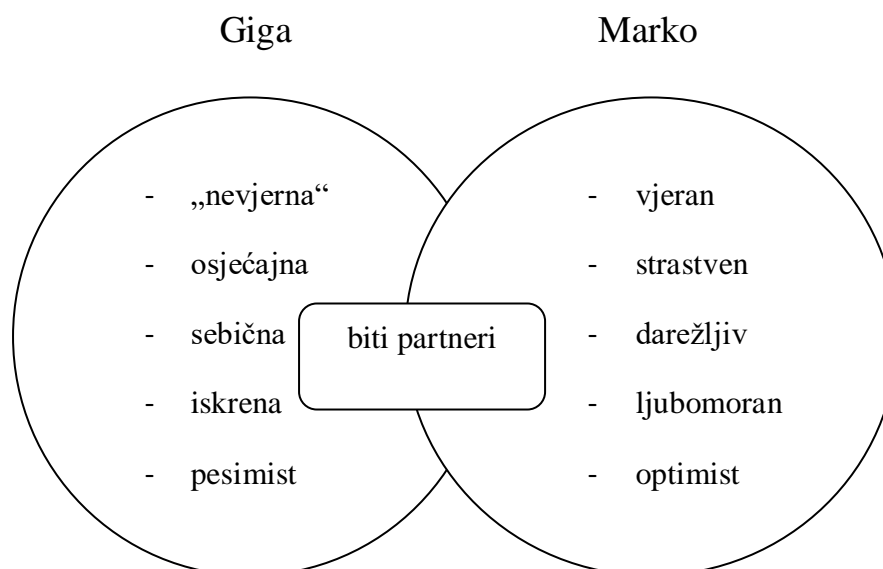 Giga
Marko
- „nevjerna“
- osjećajna
- sebična
- iskrena
- pesimist
biti partneri
- vjeran
- strastven
- darežljiv
- ljubomoran
- optimist